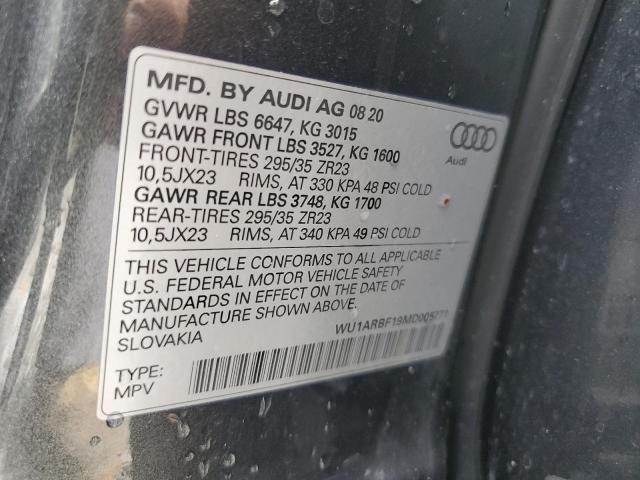 MFD. BY AUDI AG 08 20
GVWR LBS 6647, KG 3015
GAWR FRONT LBS 3527, KG 1600
FRONT-TIRES 295/35 ZR23
10,5JX23 RIMS, AT 330 KPA 48 PSI COLD
GAWR REAR LBS 3748, KG 1700
REAR-TIRES 295/35 ZR23
10,5JX23 RIMS, AT 340 KPA 49 PSI COLD
Audi
THIS VEHICLE CONFORMS TO ALL APPLICABLE
U.S. FEDERAL MOTOR VEHICLE SAFETY
STANDARDS IN EFFECT ON THE DATE OF
MANUFACTURE SHOWN ABOVE.
SLOVAKIA
TYPE:
MPV